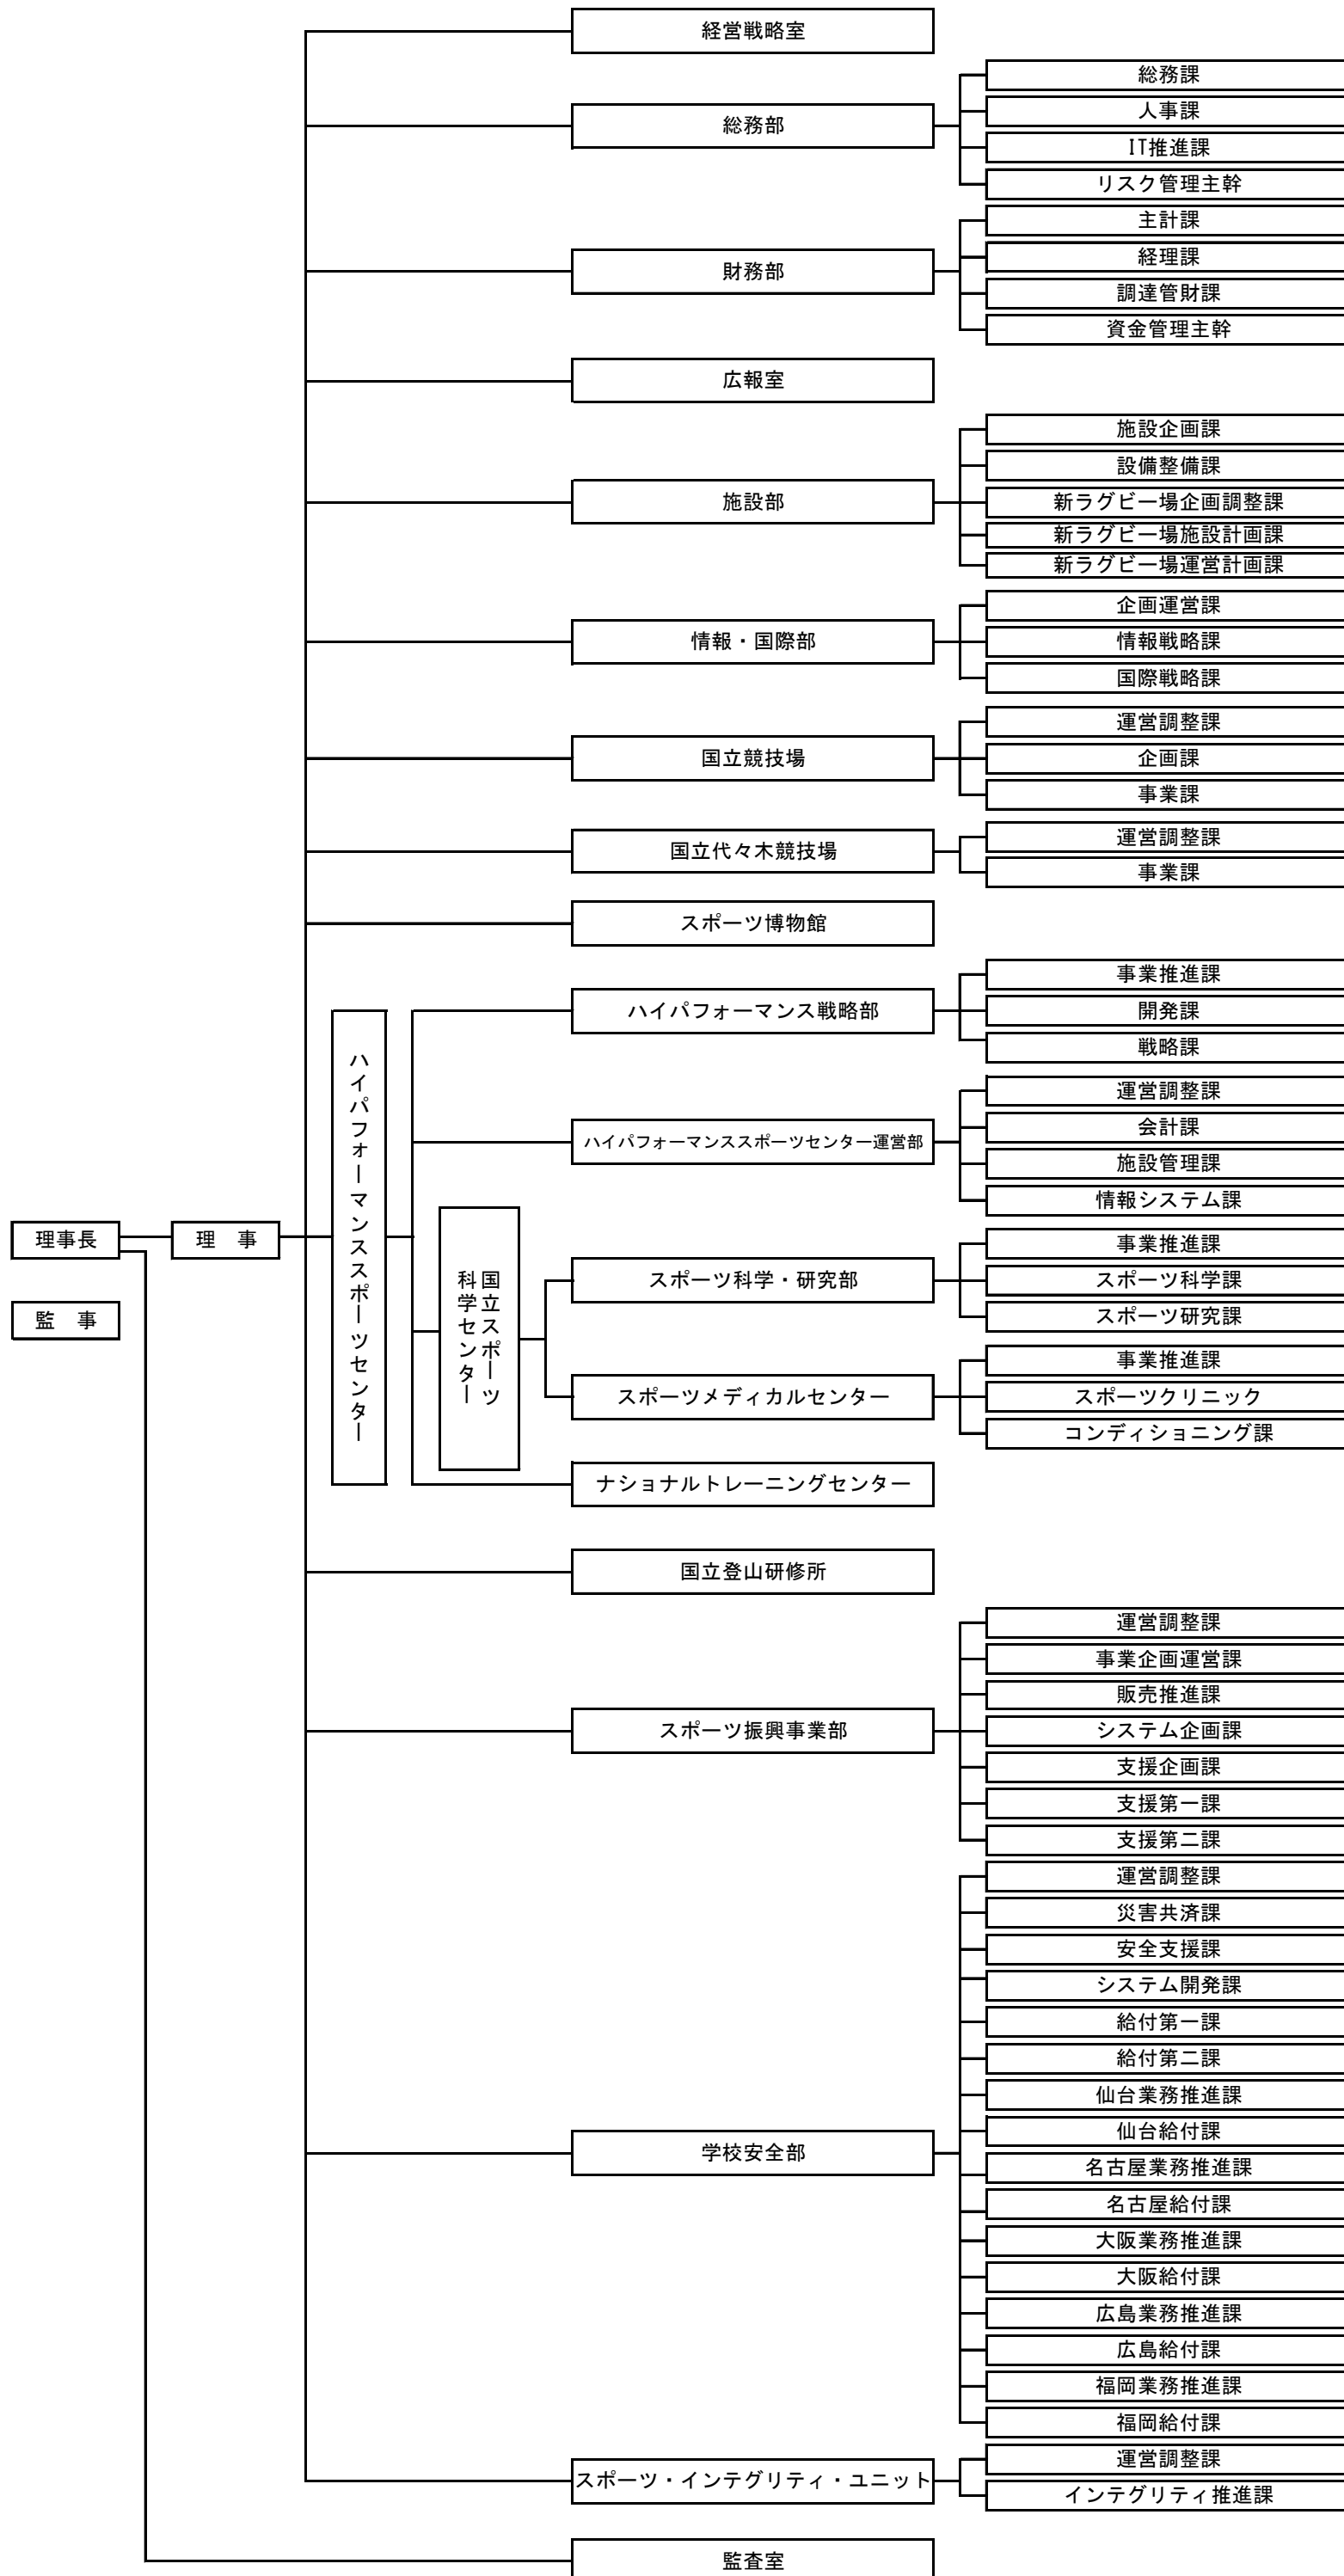 経営戦略室
総務部
総務課
人事課
IT推進課
リスク管理主幹
財務部
主計課
経理課
調達管財課
資金管理主幹
広報室
施設部
施設企画課
設備整備課
新ラグビー場企画調整課
新ラグビー場施設計画課
新ラグビー場運営計画課
情報・国際部
企画運営課
情報戦略課
国際戦略課
国立競技場
運営調整課
企画課
事業課
国立代々木競技場
運営調整課
事業課
スポーツ博物館
理事長
理　事
監　事
ハイパフォーマンススポーツセンター
ハイパフォーマンス戦略部
事業推進課
開発課
戦略課
ハイパフォーマンススポーツセンター運営部
運営調整課
会計課
施設管理課
情報システム課
国立スポーツ
科学センター
スポーツ科学・研究部
事業推進課
スポーツ科学課
スポーツ研究課
スポーツメディカルセンター
事業推進課
スポーツクリニック
コンディショニング課
ナショナルトレーニングセンター
国立登山研修所
スポーツ振興事業部
運営調整課
事業企画運営課
販売推進課
システム企画課
支援企画課
支援第一課
支援第二課
学校安全部
運営調整課
災害共済課
安全支援課
システム開発課
給付第一課
給付第二課
仙台業務推進課
仙台給付課
名古屋業務推進課
名古屋給付課
大阪業務推進課
大阪給付課
広島業務推進課
広島給付課
福岡業務推進課
福岡給付課
スポーツ・インテグリティ・ユニット
運営調整課
インテグリティ推進課
監査室